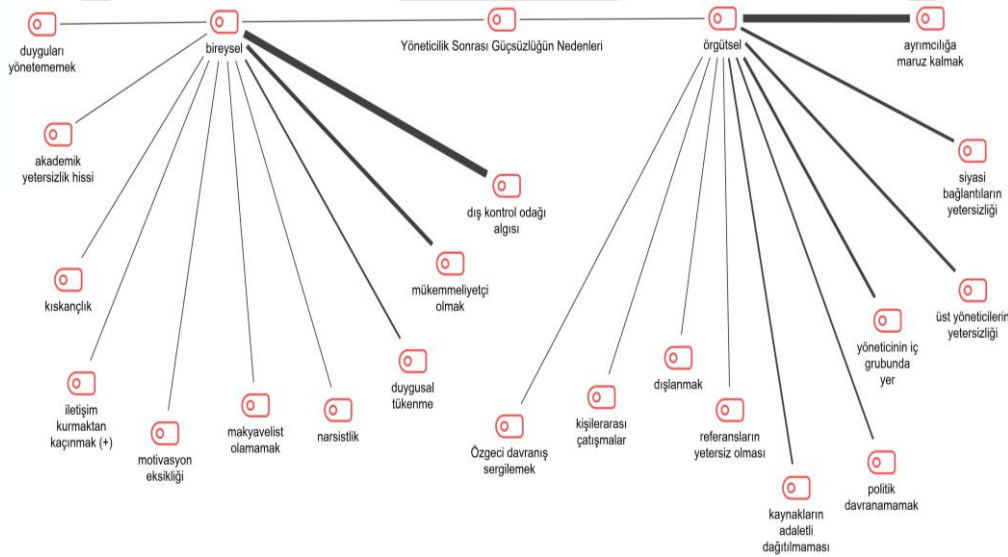 duyguları
yönetememek
bireysel
Yöneticilik Sonrası Güçsüzlüğün Nedenleri
örgütsel
ayrımcılığa
maruz kalmak
akademik
yetersizlik hissi
dış kontrol odağı
algısı
siyasi
bağlantıların
yetersizliği
kıskançlık
mükemmeliyetçi
olmak
üst yöneticilerin
yetersizliği
yöneticinin iç
grubunda
yer
iletişim
kurmaktan
kaçınmak (+)
motivasyon
eksikliği
makyavelist
olamamak
narsistlik
duygusal
tükenme
Özgeci davranış
sergilemek
kişilerarası
çatışmalar
dışlanmak
referansların
yetersiz olması
kaynakların
adaletli
dağıtılmaması
politik
davranamamak